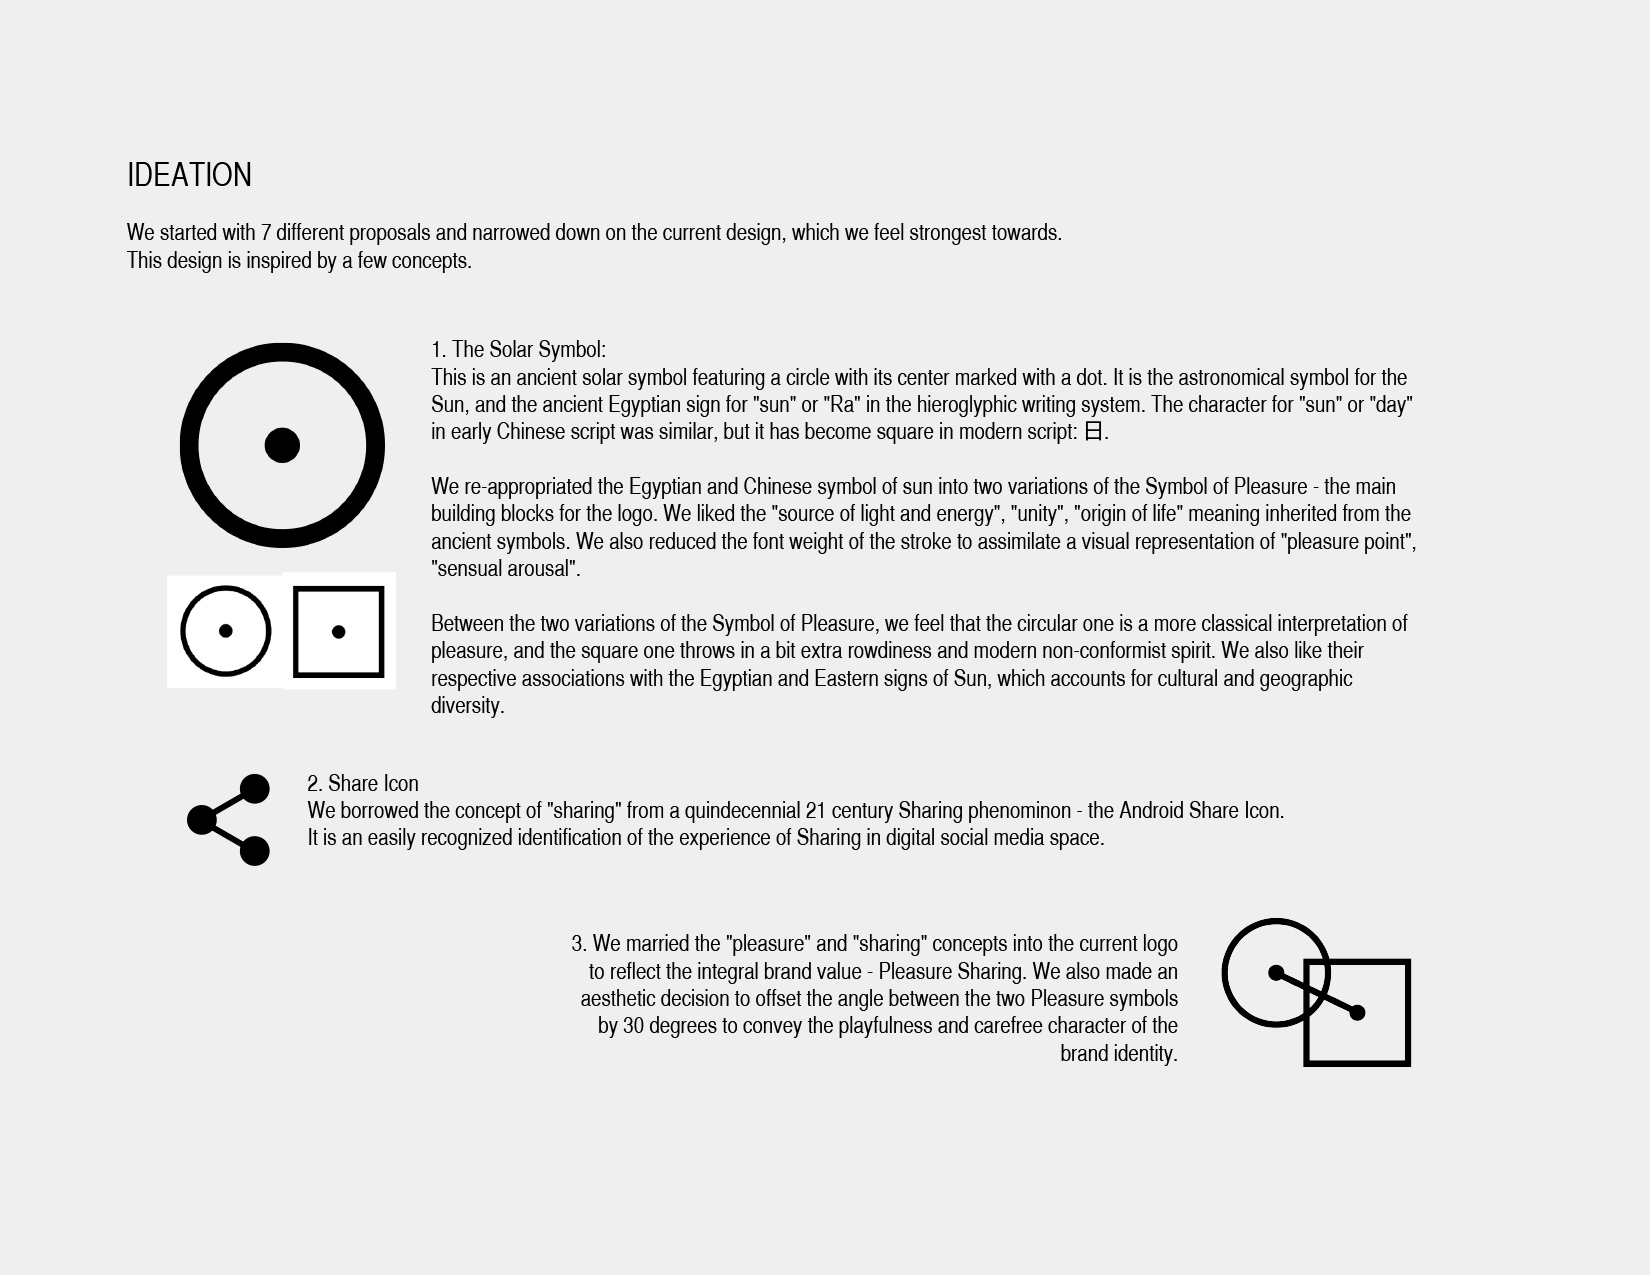 IDEATION
We started with 7 different proposals and narrowed down on the current design, which we feel strongest towards.
This design is inspired by a few concepts.
1. The Solar Symbol:
This is an ancient solar symbol featuring a circle with its center marked with a dot. It is the astronomical symbol for the
Sun, and the ancient Egyptian sign for "sun" or "Ra" in the hieroglyphic writing system. The character for "sun" or "day"
in early Chinese script was similar, but it has become square in modern script: 日.
We re-appropriated the Egyptian and Chinese symbol of sun into two variations of the Symbol of Pleasure - the main
building blocks for the logo. We liked the "source of light and energy", "unity", "origin of life" meaning inherited from the
ancient symbols. We also reduced the font weight of the stroke to assimilate a visual representation of "pleasure point",
"sensual arousal".
Between the two variations of the Symbol of Pleasure, we feel that the circular one is a more classical interpretation of
pleasure, and the square one throws in a bit extra rowdiness and modern non-conformist spirit. We also like their
respective associations with the Egyptian and Eastern signs of Sun, which accounts for cultural and geographic
diversity.
2. Share Icon
We borrowed the concept of "sharing" from a quindecennial 21 century Sharing phenominon - the Android Share Icon.
It is an easily recognized identification of the experience of Sharing in digital social media space.
3. We married the "pleasure" and "sharing" concepts into the current logo
to reflect the integral brand value - Pleasure Sharing. We also made an
aesthetic decision to offset the angle between the two Pleasure symbols
by 30 degrees to convey the playfulness and carefree character of the
brand identity.